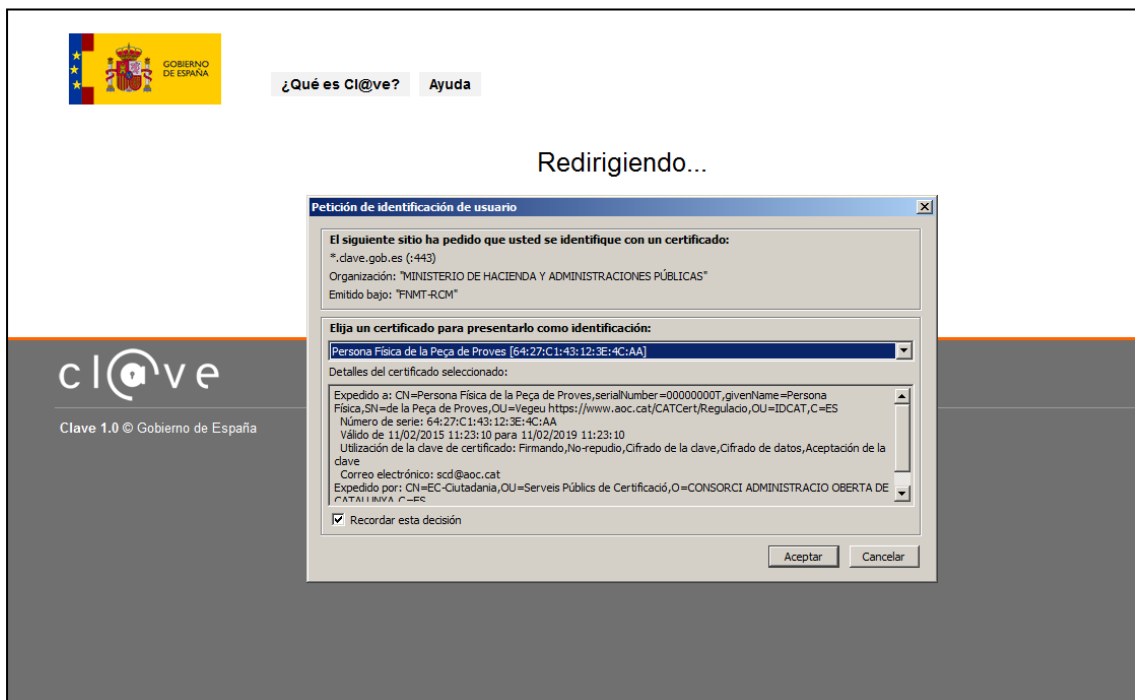 GOBIERNO
DE ESPAÑA
¿Qué es Cl@ve? Ayuda
Redirigiendo...
Petición de identificación de usuario
El siguiente sitio ha pedido que usted se identifique con un certificado:
*.clave.gob.es (:443)
Organización: "MINISTERIO DE HACIENDA Y ADMINISTRACIONES PÚBLICAS"
Emitido bajo: "FNMT-RCM"
Elija un certificado para presentarlo como identificación:
Persona Física de la Peça de Proves [64:27:C1:43:12:3E:4C:AA]
Detalles del certificado seleccionado:
Expedido a: CN=Persona Física de la Peça de Proves,serialNumber=00000000T,givenName=Persona
Física,SN=de la Peça de Proves,OU=Vegeu https://www.aoc.cat/CATCert/Regulacio,OU=IDCAT,C=ES
Número de serie: 64:27:C1:43:12:3E:4C:AA
Válido de 11/02/2015 11:23:10 para 11/02/2019 11:23:10
Utilización de la clave de certificado: Firmando,No-repudio,Cifrado de la clave,Cifrado de datos,Aceptación de la
clave
Correo electrónico: scd@aoc.cat
Expedido por: CN=EC-Ciutadania,OU=Serveis Públics de Certificació,O=CONSORCI ADMINISTRACIO OBERTA DE
CATALUNYA,C=ES
Recordar esta decisión
Aceptar Cancelar
cl@ve
Clave 1.0 © Gobierno de España